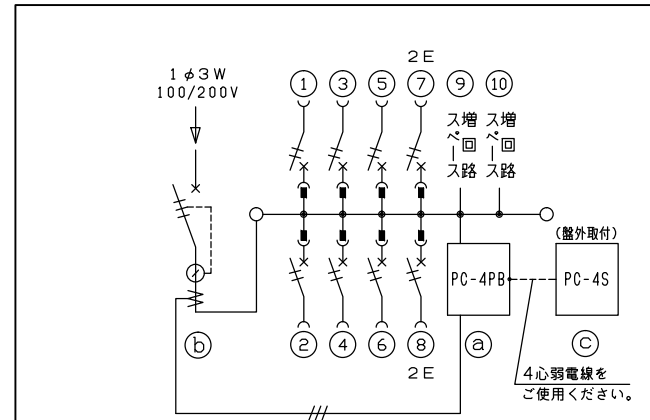 1φ3W
100/200V
2E
① ③ ⑤ ⑦ ⑨ ⑩
増回路
スペース
増回路
スペース
(盤外取付)
PC-4PB
PC-4S
ⓑ ② ④ ⑥ ⑧ ⓐ ⓒ
2E
4心弱電線を
ご使用ください。